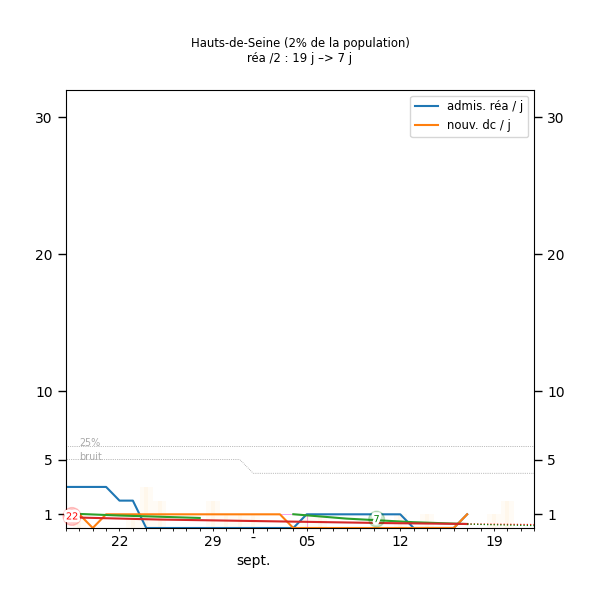 Hauts-de-Seine (2% de la population)
réa /2 : 19 j –> 7 j
admis. réa / j
nouv. dc / j
30 30
20 20
10 10
25%
bruit
5 5
22 7
1 1
22 29 - 05 12 19
sept.